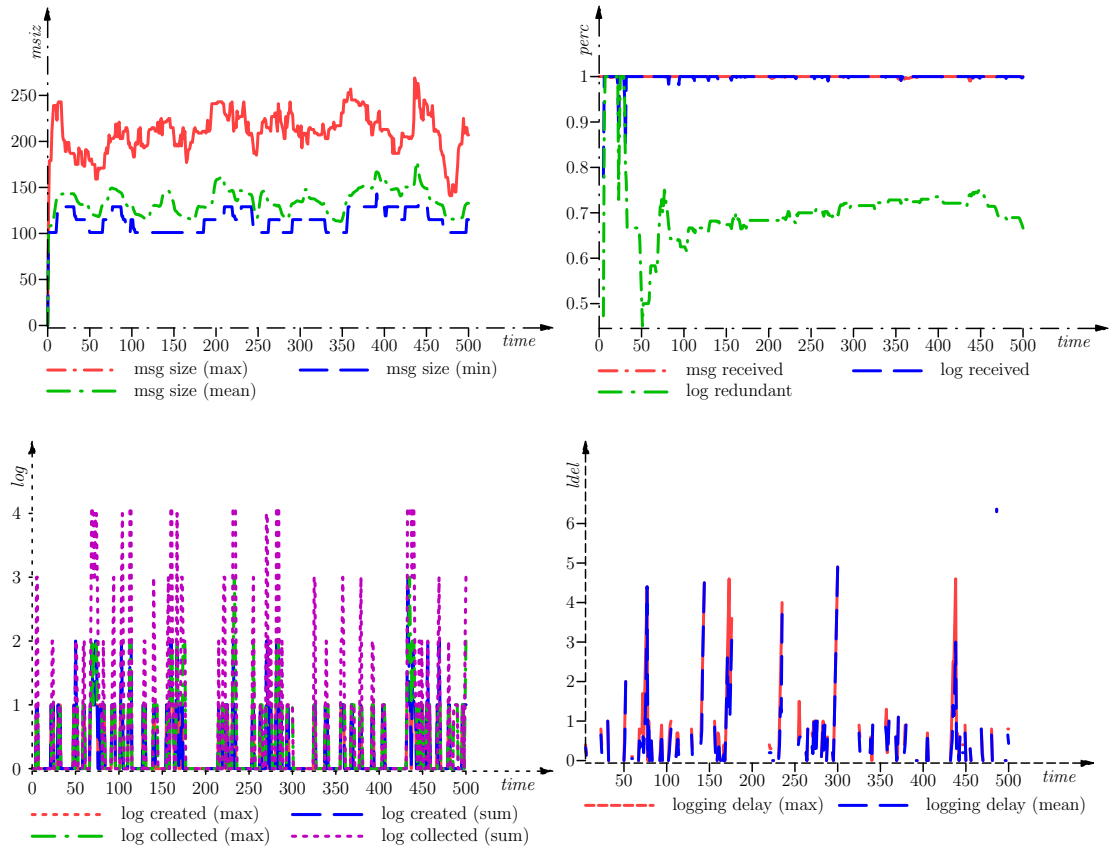 msiz
250
200
150
100
50
0
0 50 100 150 200 250 300 350 400 450 500
time
msg size (max) msg size (min)
msg size (mean)
perc
1
0.9
0.8
0.7
0.6
0.5
0 50 100 150 200 250 300 350 400 450 500
time
msg received log received
log redundant
log
4
3
2
1
0
0 50 100 150 200 250 300 350 400 450 500
time
log created (max) log created (sum)
log collected (max) log collected (sum)
ldel
6
5
4
3
2
1
0
50 100 150 200 250 300 350 400 450 500
time
logging delay (max) logging delay (mean)